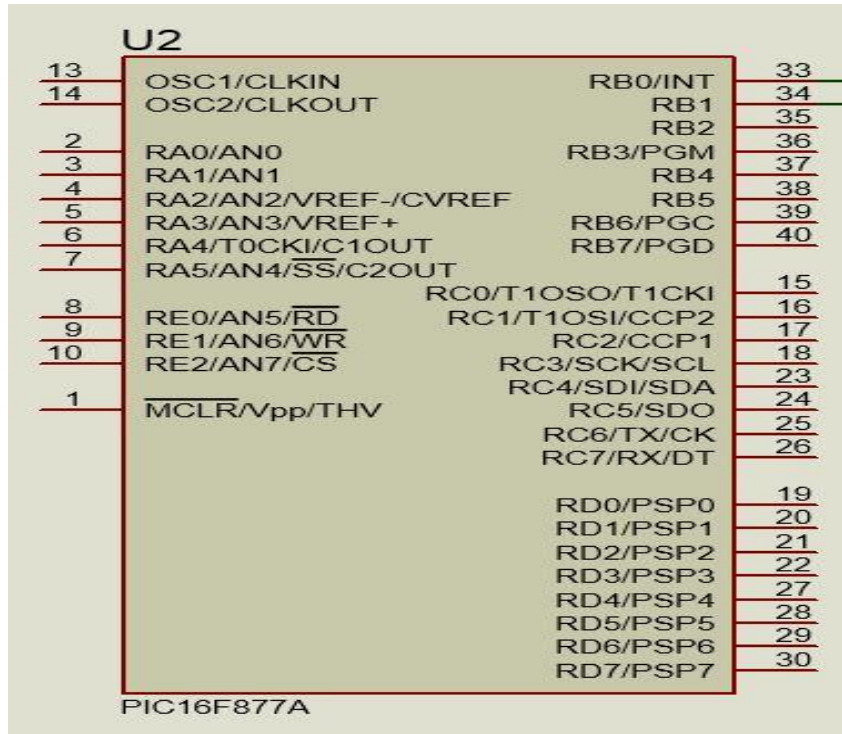 U2
13 OSC1/CLKIN RB0/INT 33
14 OSC2/CLKOUT RB1 34
RB2 35
2 RA0/AN0 RB3/PGM 36
3 RA1/AN1 RB4 37
4 RA2/AN2/VREF-/CVREF RB5 38
5 RA3/AN3/VREF+ RB6/PGC 39
6 RA4/T0CKI/C1OUT RB7/PGD 40
7 RA5/AN4/SS/C2OUT
RC0/T1OSO/T1CKI 15
8 RE0/AN5/RD RC1/T1OSI/CCP2 16
9 RE1/AN6/WR RC2/CCP1 17
10 RE2/AN7/CS RC3/SCK/SCL 18
RC4/SDI/SDA 23
1 MCLR/Vpp/THV RC5/SDO 24
RC6/TX/CK 25
RC7/RX/DT 26
RD0/PSP0 19
RD1/PSP1 20
RD2/PSP2 21
RD3/PSP3 22
RD4/PSP4 27
RD5/PSP5 28
RD6/PSP6 29
RD7/PSP7 30
PIC16F877A